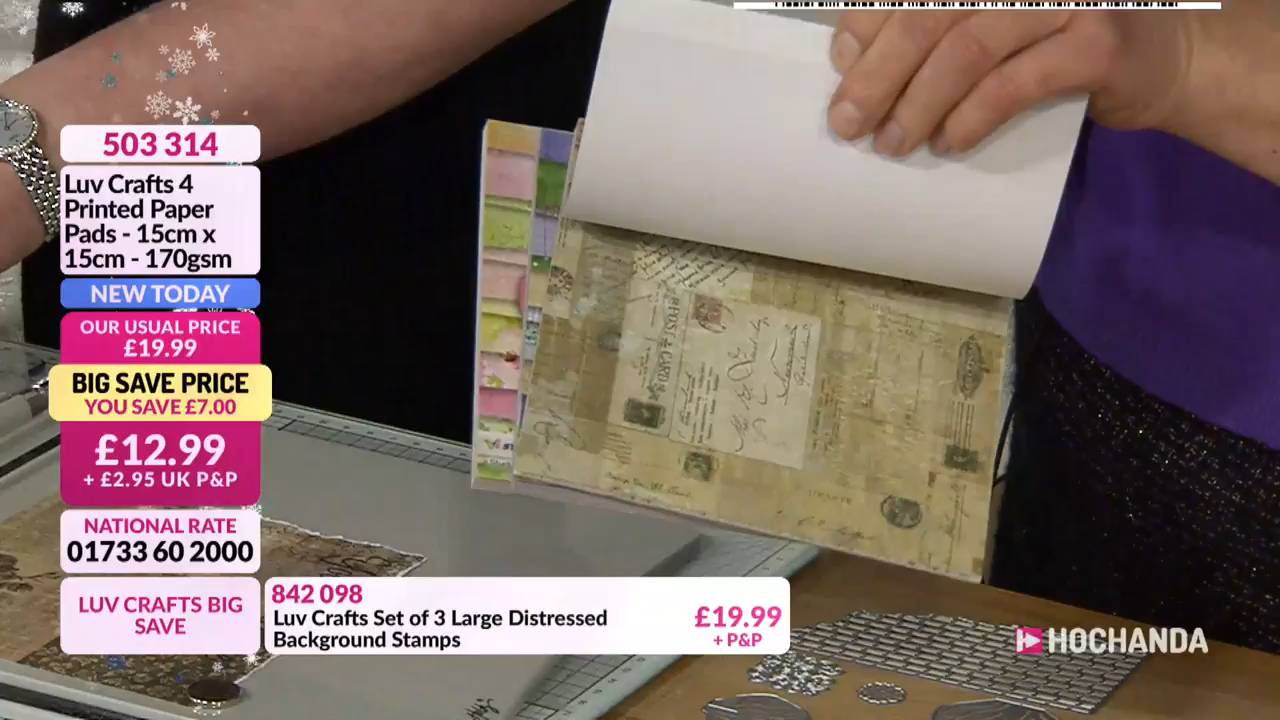 503 314
Luv Crafts 4
Printed Paper
Pads - 15cm x
15cm - 170gsm
NEW TODAY
OUR USUAL PRICE
£19.99
BIG SAVE PRICE
YOU SAVE £7.00
£12.99
+ £2.95 UK P&P
NATIONAL RATE
01733 60 2000
LUV CRAFTS BIG
SAVE
842 098
Luv Crafts Set of 3 Large Distressed
Background Stamps
£19.99
+ P&P
POST CARD
HOCHANDA